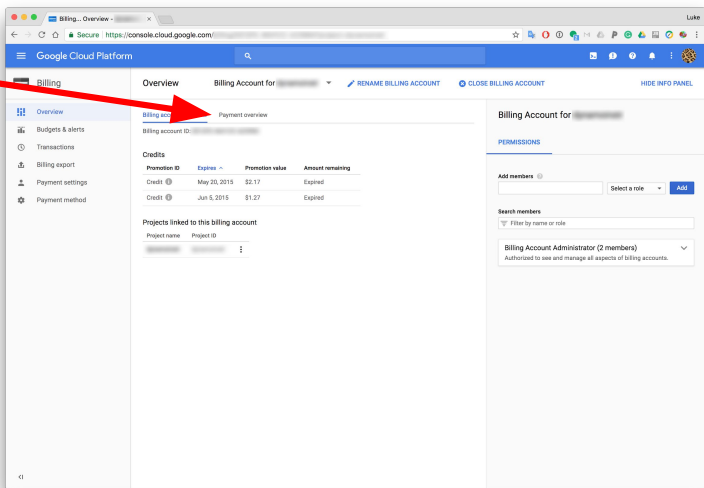 Billing... Overview -
Luke
Secure https://console.cloud.google.com
Google Cloud Platform
Billing
Overview
Billing Account for
RENAME BILLING ACCOUNT
CLOSE BILLING ACCOUNT
HIDE INFO PANEL
Overview
Budgets & alerts
Transactions
Billing export
Payment settings
Payment method
Payment overview
Billing account ID:
Credits
Promotion ID Expires Promotion value Amount remaining
Credit May 20, 2015 $2.17 Expired
Credit Jun 5, 2015 $1.27 Expired
Projects linked to this billing account
Project name Project ID
Billing Account for
PERMISSIONS
Add members
Select a role
Add
Search members
Filter by name or role
Billing Account Administrator (2 members)
Authorized to see and manage all aspects of billing accounts.